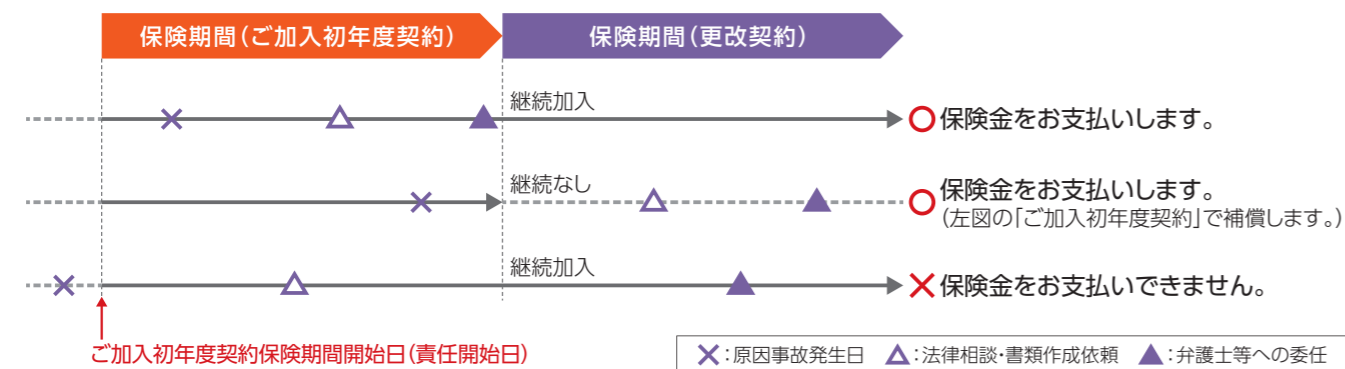 保険期間(ご加入初年度契約)
保険期間(更改契約)
継続加入
保険金をお支払いします。
継続なし
保険金をお支払いします。
(左図の「ご加入初年度契約」で補償します。)
継続加入
保険金をお支払いできません。
ご加入初年度契約保険期間開始日(責任開始日)
×:原因事故発生日 △:法律相談・書類作成依頼 ▲:弁護士等への委任